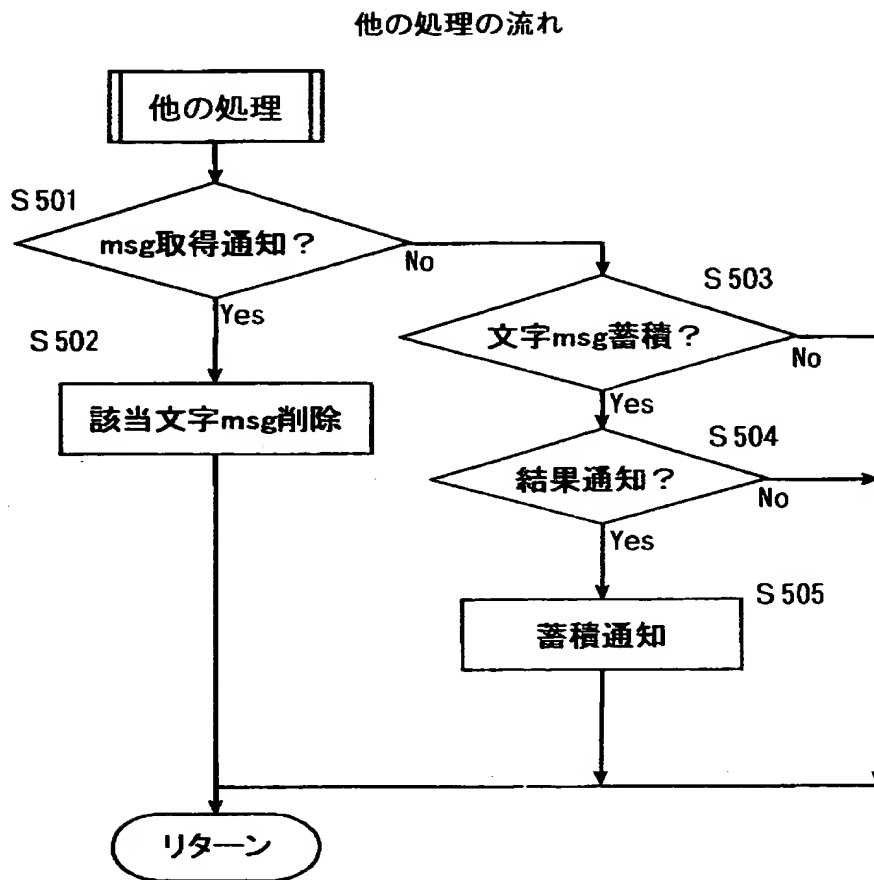 他の処理の流れ
他の処理
S501
msg取得通知？
No
Yes
S502
該当文字msg削除
S503
文字msg蓄積？
No
Yes
S504
結果通知？
No
Yes
S505
蓄積通知
リターン